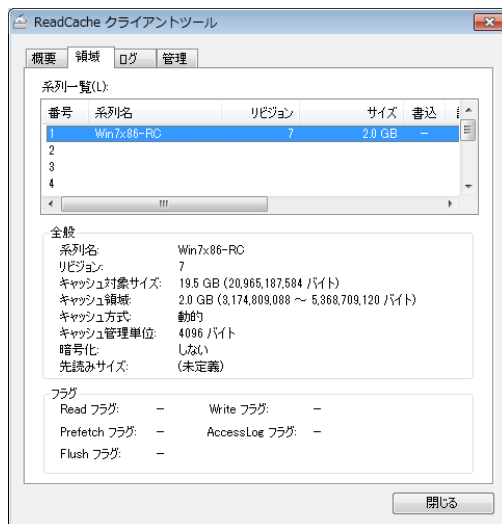 ReadCache クライアントツール
概要 領域 ログ 管理
系列一覧(L):
番号 系列名 リビジョン サイズ 書込
1 Win7x86-RC 7 2.0 GB −
2
3
4
全般
系列名: Win7x86-RC
リビジョン: 7
キャッシュ対象サイズ: 19.5 GB (20,965,187,584 バイト)
キャッシュ領域: 2.0 GB (3,174,809,088 ～ 5,368,709,120 バイト)
キャッシュ方式: 動的
キャッシュ管理単位: 4096 バイト
暗号化: しない
先読みサイズ: (未定義)
フラグ
Read フラグ: − Write フラグ: −
Prefetch フラグ: − AccessLog フラグ: −
Flush フラグ: −
閉じる